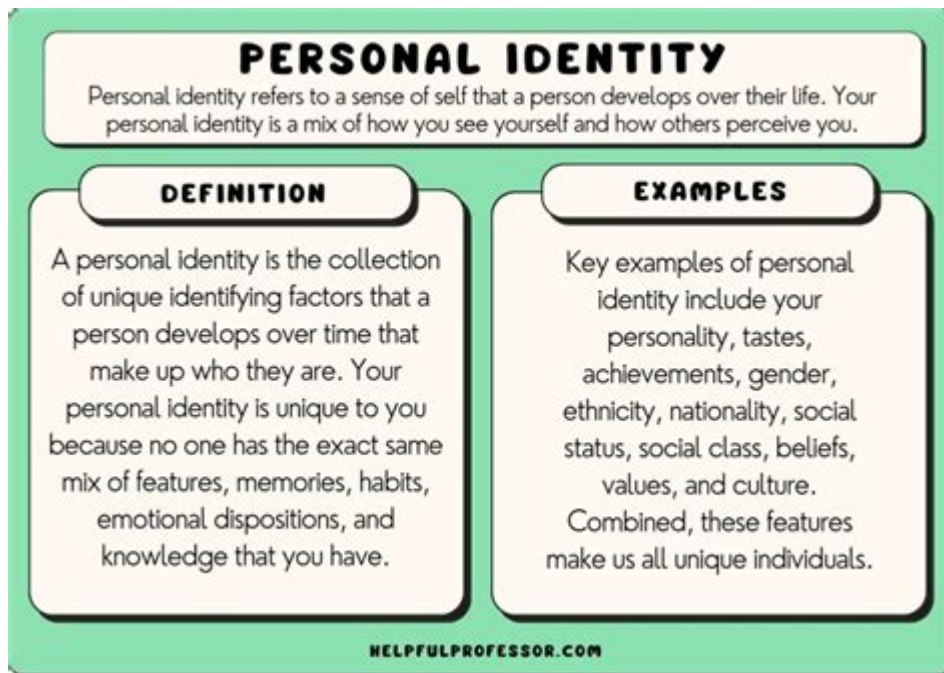 PERSONAL IDENTITY
Personal identity refers to a sense of self that a person develops over their life. Your
personal identity is a mix of how you see yourself and how others perceive you.
DEFINITION
A personal identity is the collection
of unique identifying factors that a
person develops over time that
make up who they are. Your
personal identity is unique to you
because no one has the exact same
mix of features, memories, habits,
emotional dispositions, and
knowledge that you have.
EXAMPLES
Key examples of personal
identity include your
personality, tastes,
achievements, gender,
ethnicity, nationality, social
status, social class, beliefs,
values, and culture.
Combined, these features
make us all unique individuals.
HELPFULPROFESSOR.COM